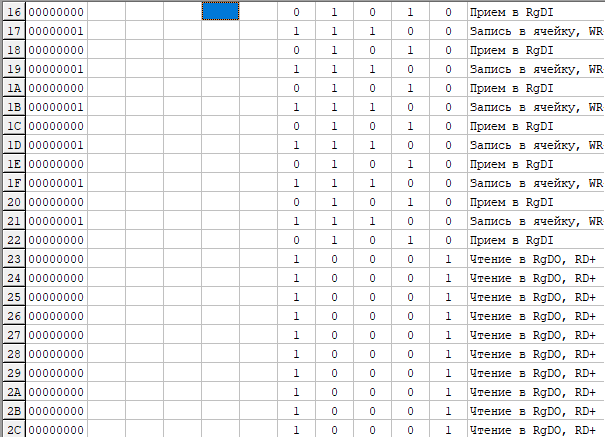 16 00000000 0 1 0 1 0 Прием в RgDI
17 00000001 1 1 1 0 0 Запись в ячейку, WR
18 00000000 0 1 0 1 0 Прием в RgDI
19 00000001 1 1 1 0 0 Запись в ячейку, WR
1A 00000000 0 1 0 1 0 Прием в RgDI
1B 00000001 1 1 1 0 0 Запись в ячейку, WR
1C 00000000 0 1 0 1 0 Прием в RgDI
1D 00000001 1 1 1 0 0 Запись в ячейку, WR
1E 00000000 0 1 0 1 0 Прием в RgDI
1F 00000001 1 1 1 0 0 Запись в ячейку, WR
20 00000000 0 1 0 1 0 Прием в RgDI
21 00000001 1 1 1 0 0 Запись в ячейку, WR
22 00000000 0 1 0 1 0 Прием в RgDI
23 00000000 1 0 0 0 1 Чтение в RgDO, RD+
24 00000000 1 0 0 0 1 Чтение в RgDO, RD+
25 00000000 1 0 0 0 1 Чтение в RgDO, RD+
26 00000000 1 0 0 0 1 Чтение в RgDO, RD+
27 00000000 1 0 0 0 1 Чтение в RgDO, RD+
28 00000000 1 0 0 0 1 Чтение в RgDO, RD+
29 00000000 1 0 0 0 1 Чтение в RgDO, RD+
2A 00000000 1 0 0 0 1 Чтение в RgDO, RD+
2B 00000000 1 0 0 0 1 Чтение в RgDO, RD+
2C 00000000 1 0 0 0 1 Чтение в RgDO, RD+